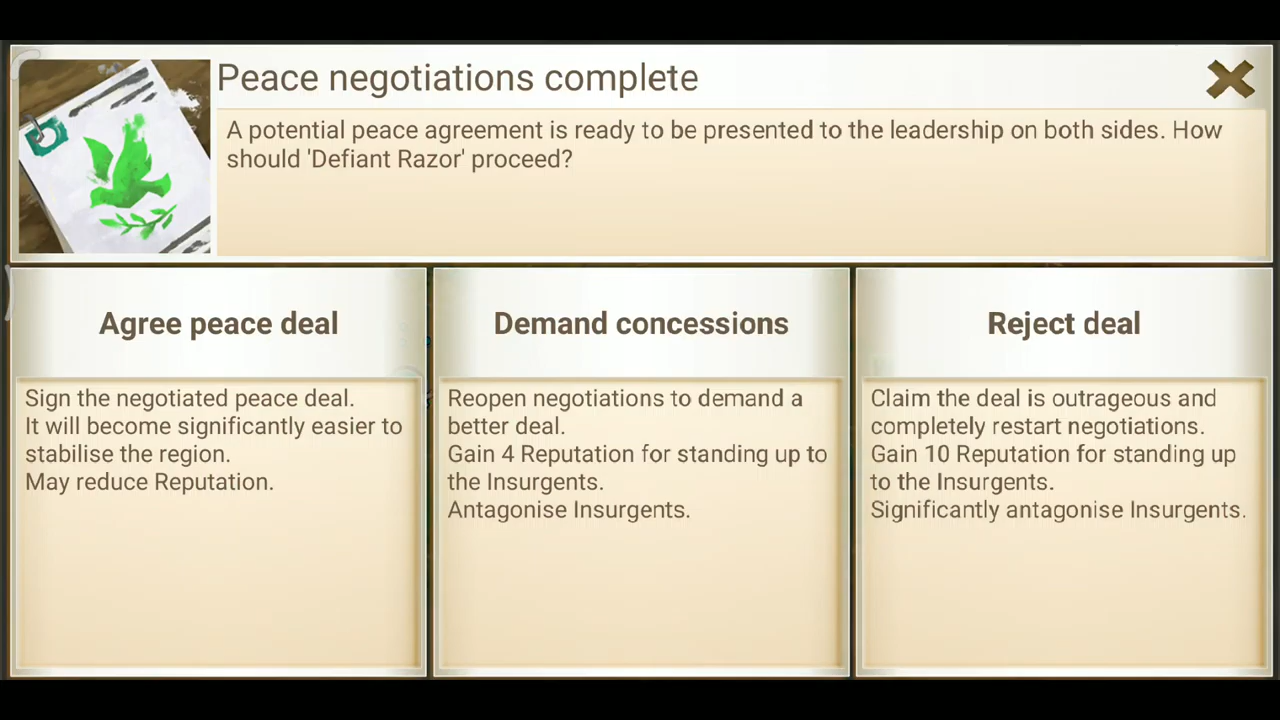 Peace negotiations complete
A potential peace agreement is ready to be presented to the leadership on both sides. How
should 'Defiant Razor' proceed?
Agree peace deal
Sign the negotiated peace deal.
It will become significantly easier to
stabilise the region.
May reduce Reputation.
Demand concessions
Reopen negotiations to demand a
better deal.
Gain 4 Reputation for standing up to
the Insurgents.
Antagonise Insurgents.
Reject deal
Claim the deal is outrageous and
completely restart negotiations.
Gain 10 Reputation for standing up
to the Insurgents.
Significantly antagonise Insurgents.